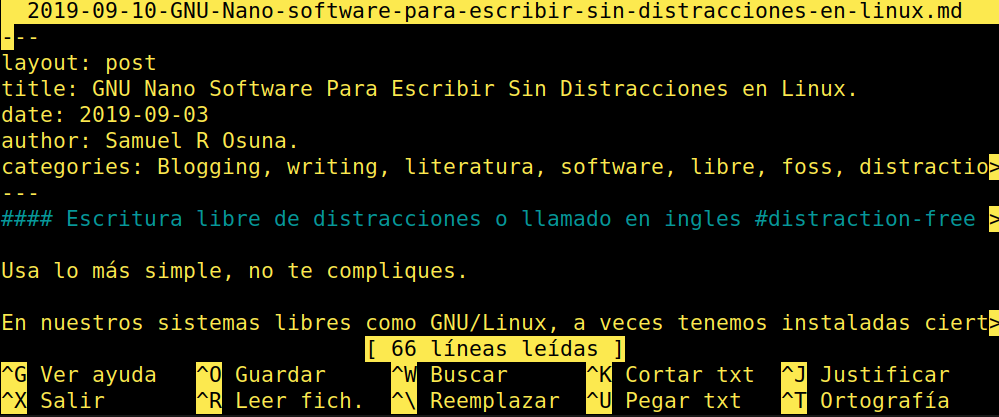 2019-09-10-GNU-Nano-software-para-escribir-sin-distracciones-en-linux.md
---
layout: post
title: GNU Nano Software Para Escribir Sin Distracciones en Linux.
date: 2019-09-03
author: Samuel R Osuna.
categories: Blogging, writing, literatura, software, libre, foss, distractio>
---
#### Escritura libre de distracciones o llamado en ingles #distraction-free >
Usa lo más simple, no te compliques.
En nuestros sistemas libres como GNU/Linux, a veces tenemos instaladas ciert>
[ 66 líneas leídas ]
^G Ver ayuda ^O Guardar ^W Buscar ^K Cortar txt ^J Justificar
^X Salir ^R Leer fich. ^\ Reemplazar ^U Pegar txt ^T Ortografía